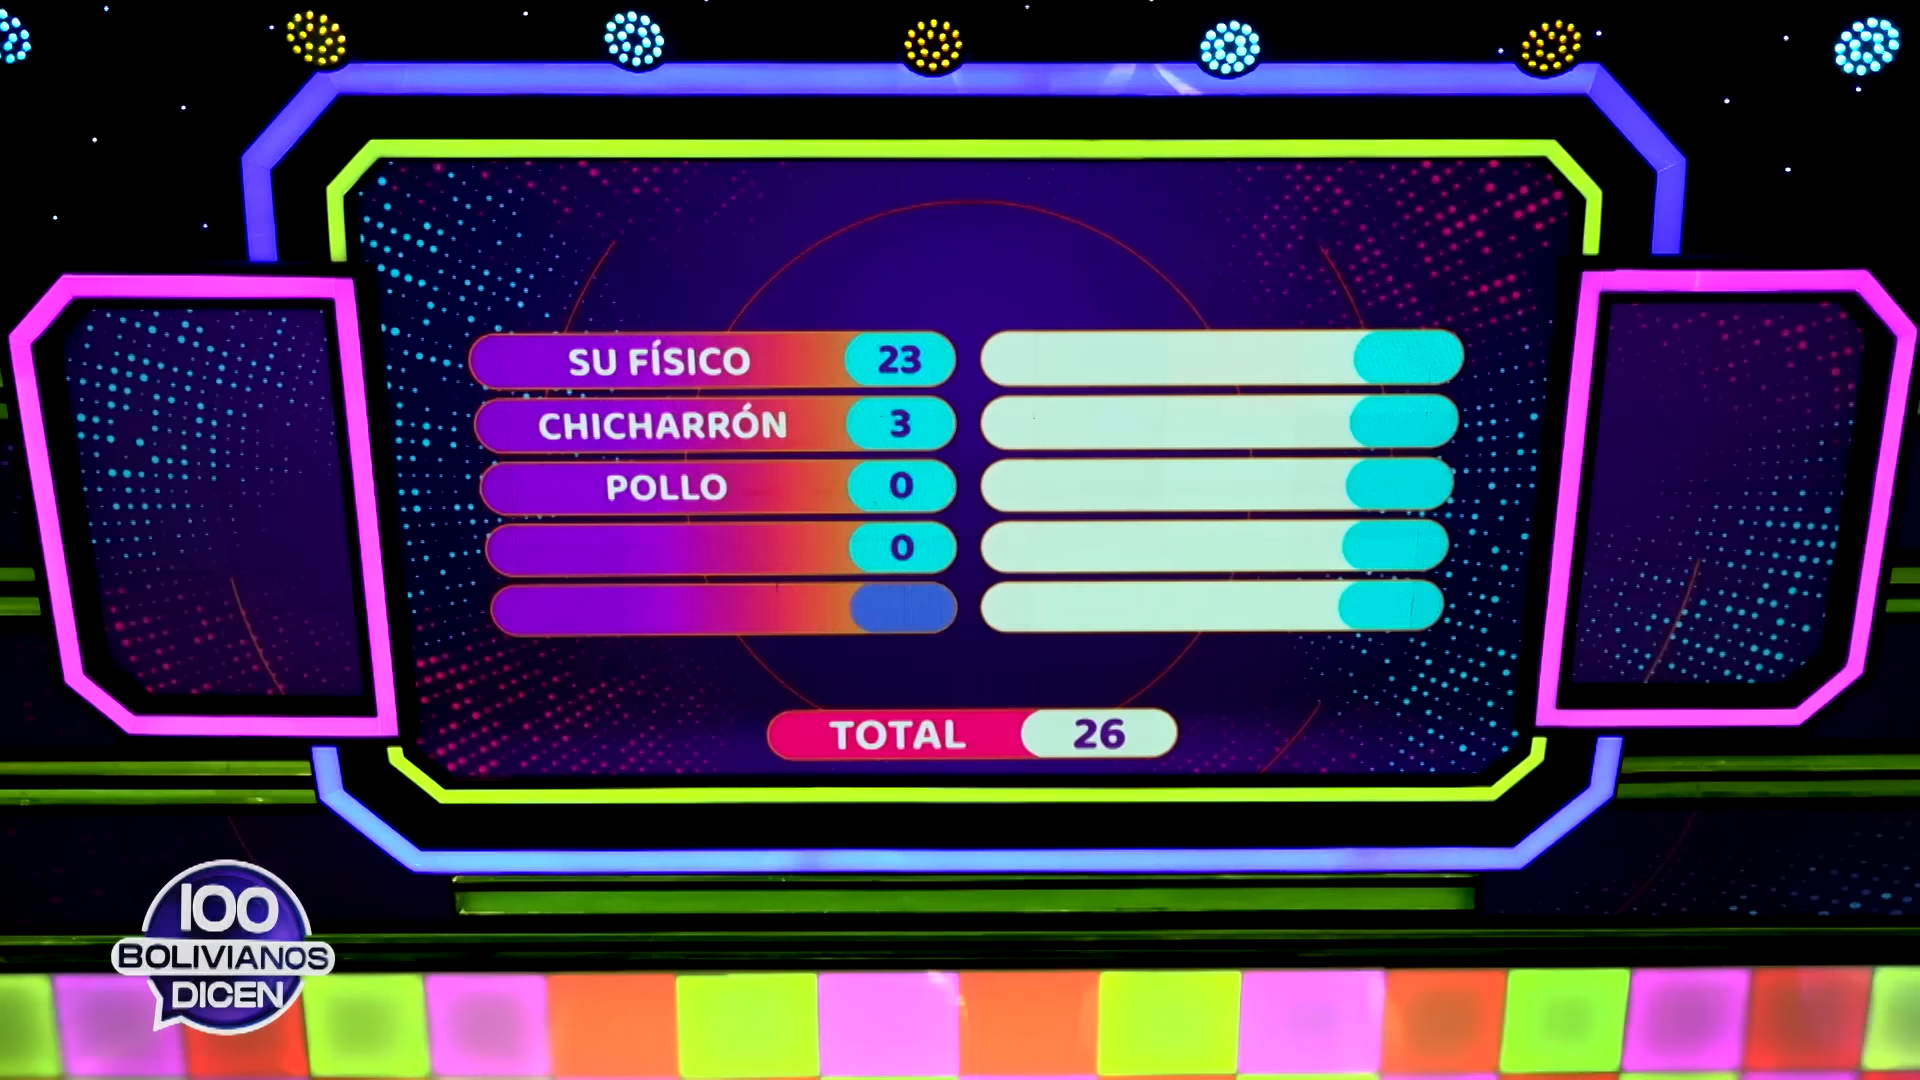 SU FÍSICO 23
CHICHARRÓN 3
POLLO 0
0
TOTAL 26
100
BOLIVIANOS
DICEN